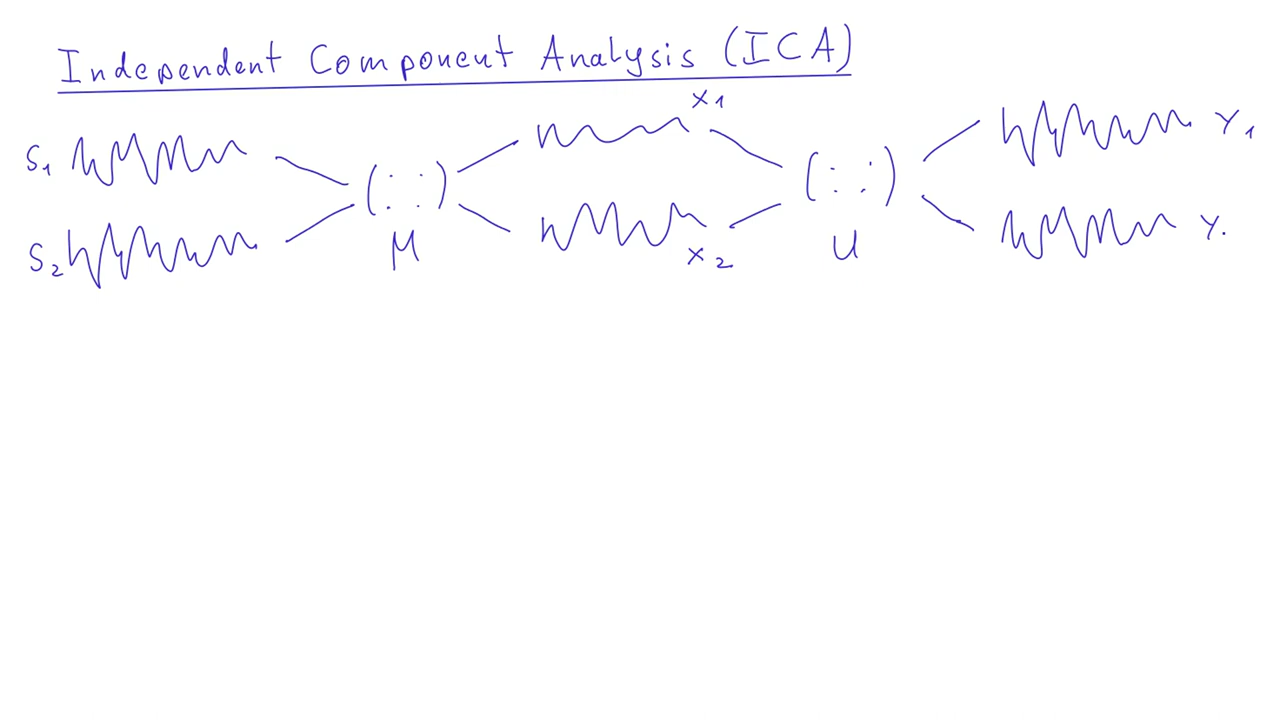 Independent Component Analysis (ICA)
S1 x1 Y1
(: :) (: :)
M U
S2 x2 Y.